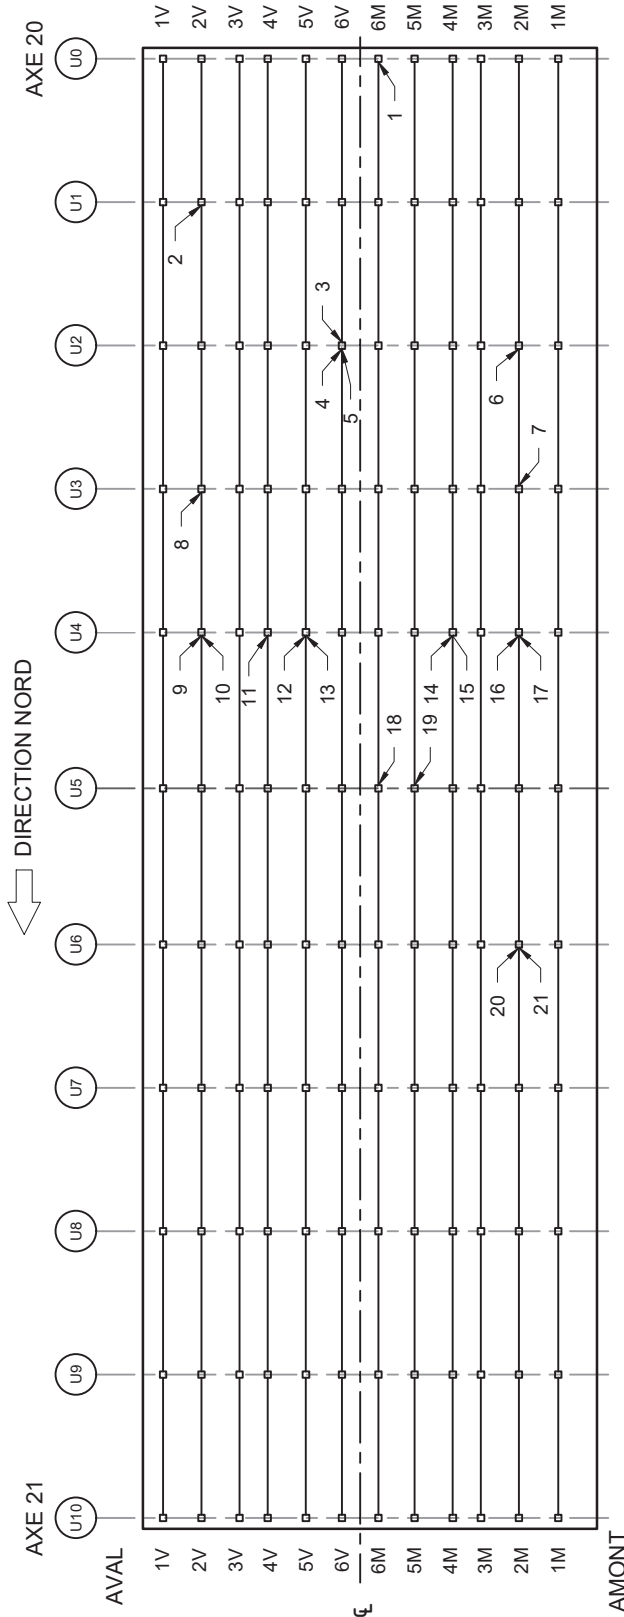 DIRECTION NORD
AXE 21
AXE 20
U10 U9 U8 U7 U6 U5 U4 U3 U2 U1 U0
AVAL
1V 1V
2V 2V
3V 3V
4V 4V
5V 5V
6V 6V
℄
6M 6M
5M 5M
4M 4M
3M 3M
2M 2M
1M 1M
AMONT
1
2
3
4
5
6
7
8
9
10
11
12
13
14
15
16
17
18
19
20
21